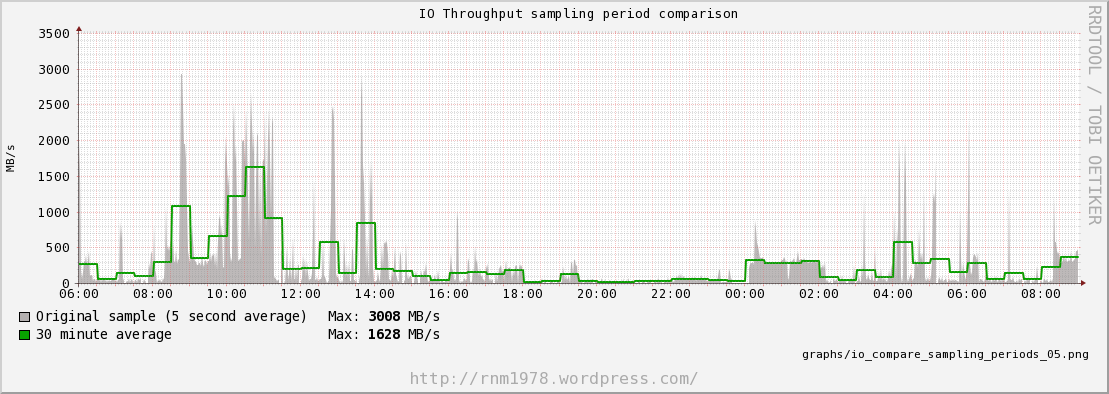 IO Throughput sampling period comparison
RRDTOOL / TOBI OETIKER
MB/s
3500
3000
2500
2000
1500
1000
500
0
06:00 08:00 10:00 12:00 14:00 16:00 18:00 20:00 22:00 00:00 02:00 04:00 06:00 08:00
Original sample (5 second average) Max: 3008 MB/s
30 minute average Max: 1628 MB/s
graphs/io_compare_sampling_periods_05.png
http://rnm1978.wordpress.com/